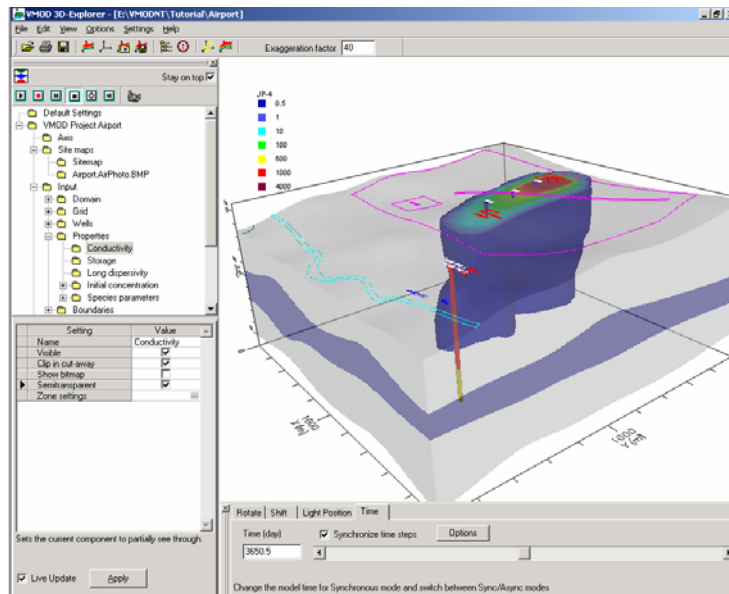 VMOD 3D-Explorer - [E:\VMODNT\Tutorial\Airport]
File Edit View Options Settings Help
Exaggeration factor 40
Stay on top
Default Settings
VMOD Project Airport
Axis
Site maps
Sitemap
Airport.AirPhoto.BMP
Input
Domain
Grid
Wells
Properties
Conductivity
Storage
Long dispersivity
Initial concentration
Species parameters
Boundaries
Setting Value
Name Conductivity
Visible
Clip in cut-away
Show bitmap
Semitransparent
Zone settings ...
Sets the current component to partially see through.
Live Update Apply
JP-4
0.5
1
10
100
500
1000
4000
X (m)
1000
1000
Y (m)
Rotate Shift Light Position Time
Time (day) Synchronize time steps Options
3650.5
Change the model time for Synchronous mode and switch between Sync/Async modes